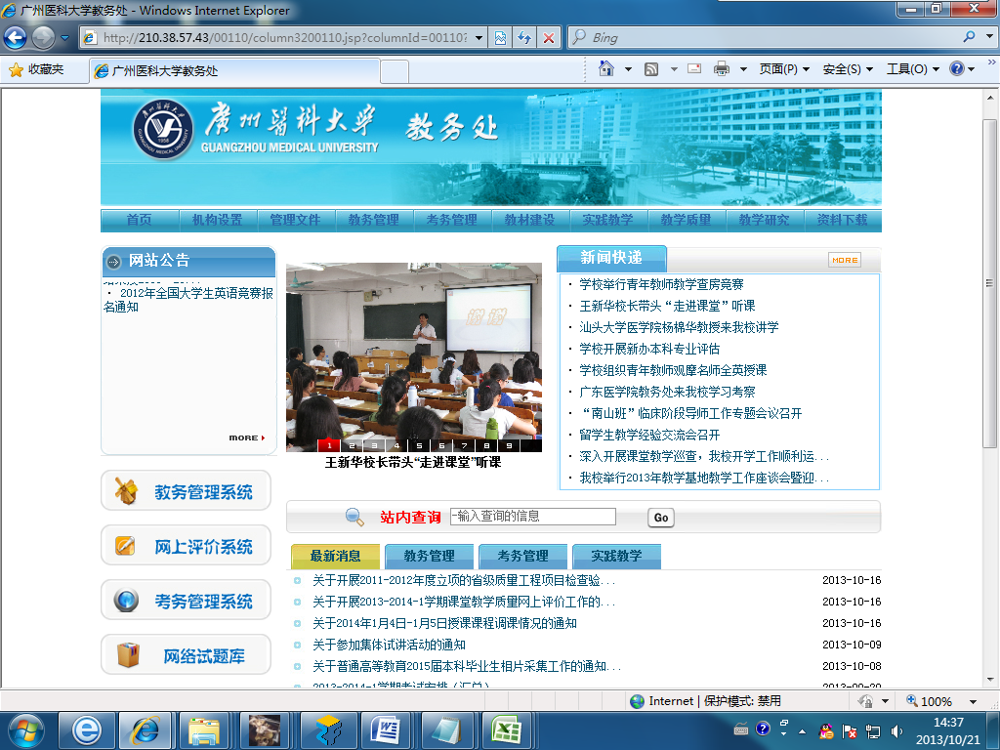 广州医科大学教务处 - Windows Internet Explorer
http://210.38.57.43/00110/column3200110.jsp?columnId=00110
Bing
收藏夹
广州医科大学教务处
页面(P)
安全(S)
工具(O)
廣州醫科大學 教务处
GUANGZHOU MEDICAL UNIVERSITY
1958
首页 机构设置 管理文件 教务管理 考务管理 教材建设 实践教学 教学质量 教学研究 资料下载
网站公告
· 2012年全国大学生英语竞赛报
名通知
MORE
教务管理系统
网上评价系统
考务管理系统
网络试题库
1 2 3 4 5 6 7 8 9
王新华校长带头“走进课堂”听课
新闻快递
MORE
· 学校举行青年教师教学查房竞赛
· 王新华校长带头“走进课堂”听课
· 汕头大学医学院杨棉华教授来我校讲学
· 学校开展新办本科专业评估
· 学校组织青年教师观摩名师全英授课
· 广东医学院教务处来我校学习考察
· “南山班”临床阶段导师工作专题会议召开
· 留学生教学经验交流会召开
· 深入开展课堂教学巡查，我校开学工作顺利运...
· 我校举行2013年教学基地教学工作座谈会暨迎...
站内查询
-输入查询的信息
Go
最新消息 教务管理 考务管理 实践教学
关于开展2011-2012年度立项的省级质量工程项目检查验... 2013-10-16
关于开展2013-2014-1学期课堂教学质量网上评价工作的... 2013-10-16
关于2014年1月4日-1月5日授课课程调课情况的通知 2013-10-16
关于参加集体试讲活动的通知 2013-10-09
关于普通高等教育2015届本科毕业生相片采集工作的通知... 2013-10-08
Internet | 保护模式: 禁用
100%
14:37
2013/10/21